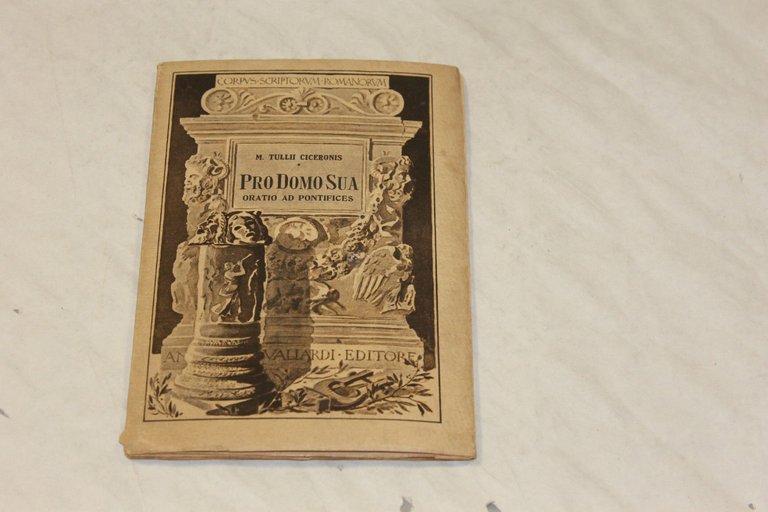 CORPVS·SCRIPTORVM·ROMANORVM
M. TULLII CICERONIS
PRO DOMO SUA
ORATIO AD PONTIFICES
VALLARDI·EDITORE